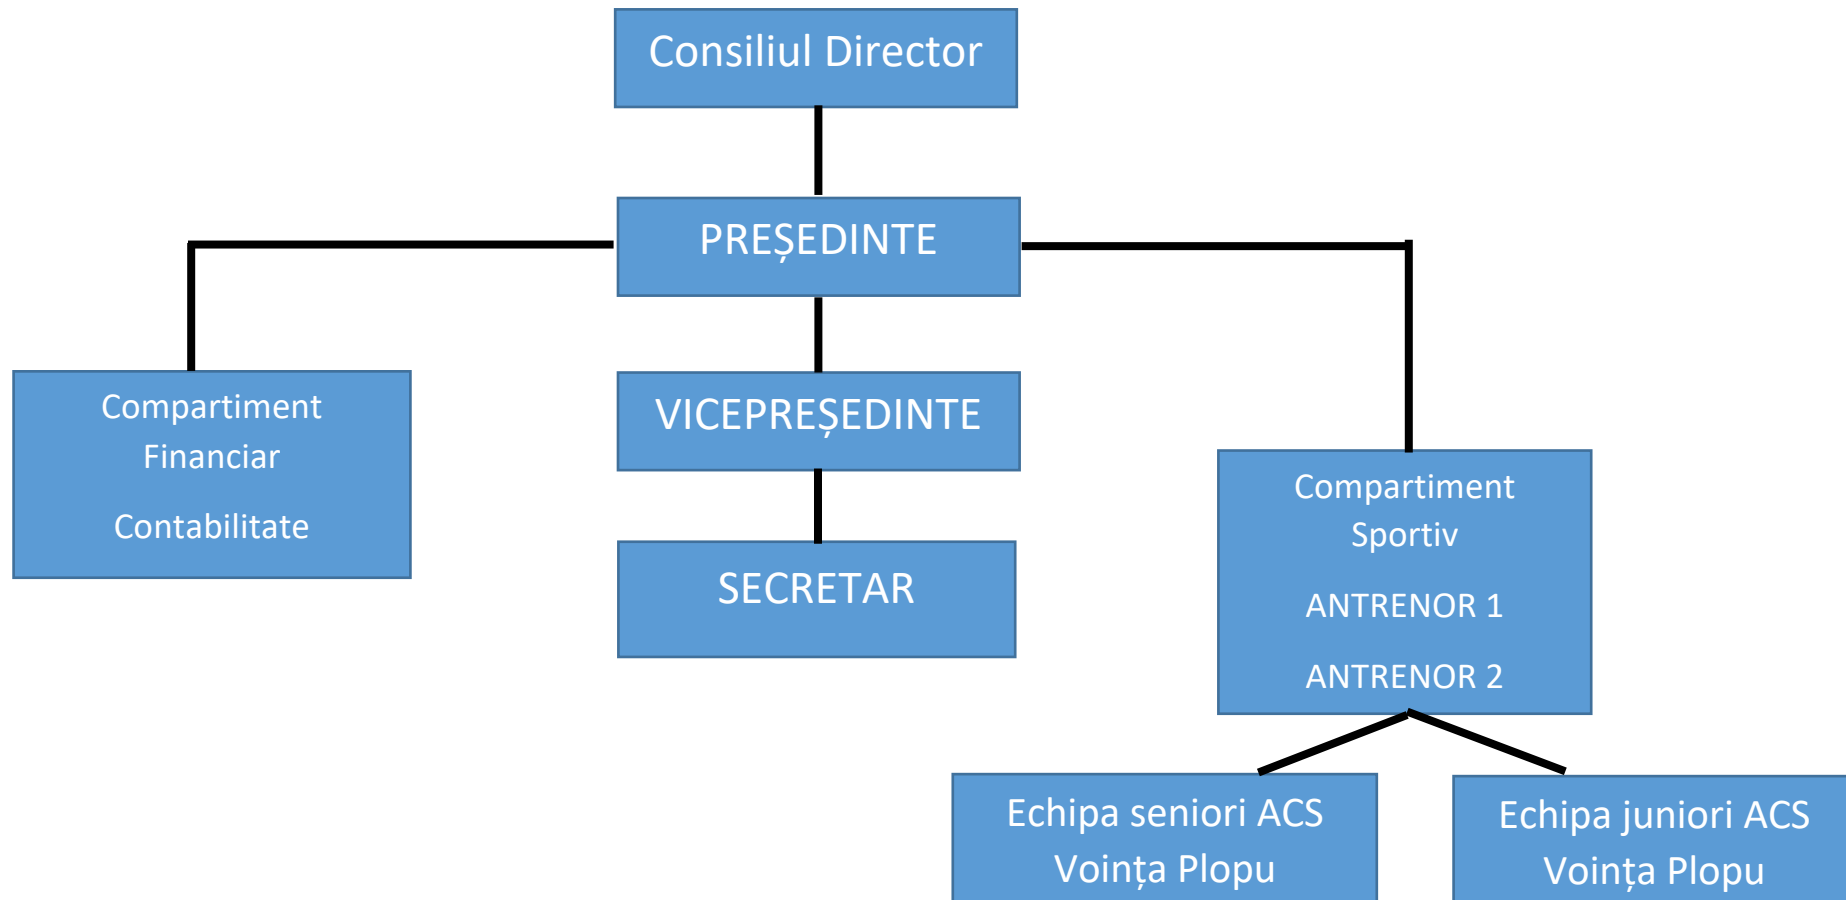 Consiliul Director
PREȘEDINTE
Compartiment
Financiar
Contabilitate
VICEPREȘEDINTE
SECRETAR
Compartiment
Sportiv
ANTRENOR 1
ANTRENOR 2
Echipa seniori ACS
Voința Plopu
Echipa juniori ACS
Voința Plopu